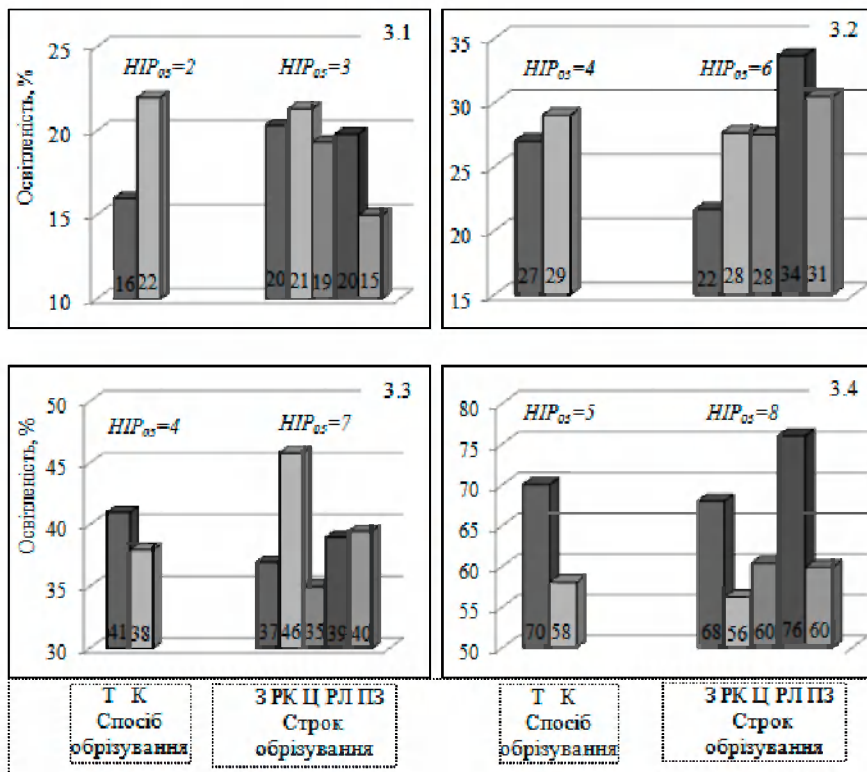 3.1
Освітленість, %
25
20
15
10
НІР₀₅=2
НІР₀₅=3
16 22
20 21 19 20 15
3.2
35
30
25
20
15
НІР₀₅=4
НІР₀₅=6
27 29
22 28 28 34 31
3.3
Освітленість, %
50
45
40
35
30
НІР₀₅=4
НІР₀₅=7
41 38
37 46 35 39 40
3.4
80
75
70
65
60
55
50
НІР₀₅=5
НІР₀₅=8
70 58
68 56 60 76 60
Т К
Спосіб
обрізування
З РК Ц РЛ ПЗ
Строк
обрізування
Т К
Спосіб
обрізування
З РК Ц РЛ ПЗ
Строк
обрізування